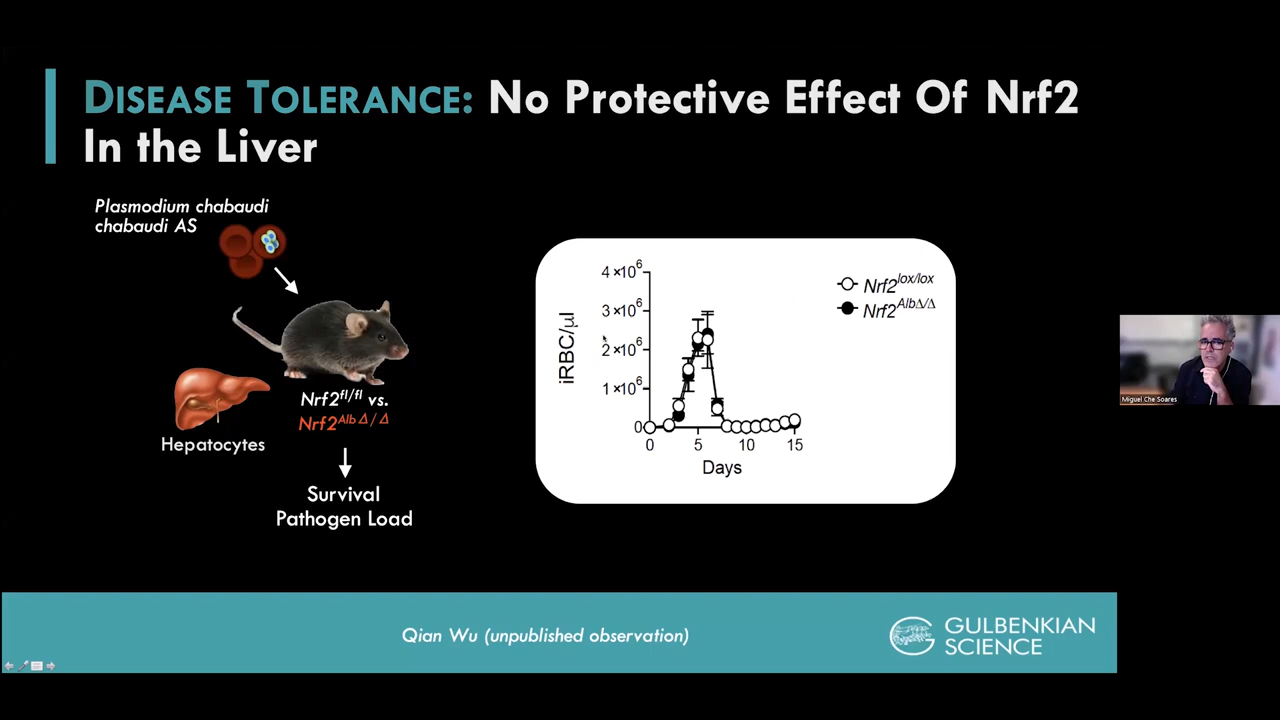 DISEASE TOLERANCE: No Protective Effect Of Nrf2
In the Liver
Plasmodium chabaudi
chabaudi AS
Nrf2fl/fl vs.
Nrf2AlbΔ/Δ
Hepatocytes
Survival
Pathogen Load
iRBC/μl
4×10⁶
3×10⁶
2×10⁶
1×10⁶
0
0 5 10 15
Days
Nrf2lox/lox
Nrf2AlbΔ/Δ
Miguel Che Soares
Qian Wu (unpublished observation)
GULBENKIAN
SCIENCE